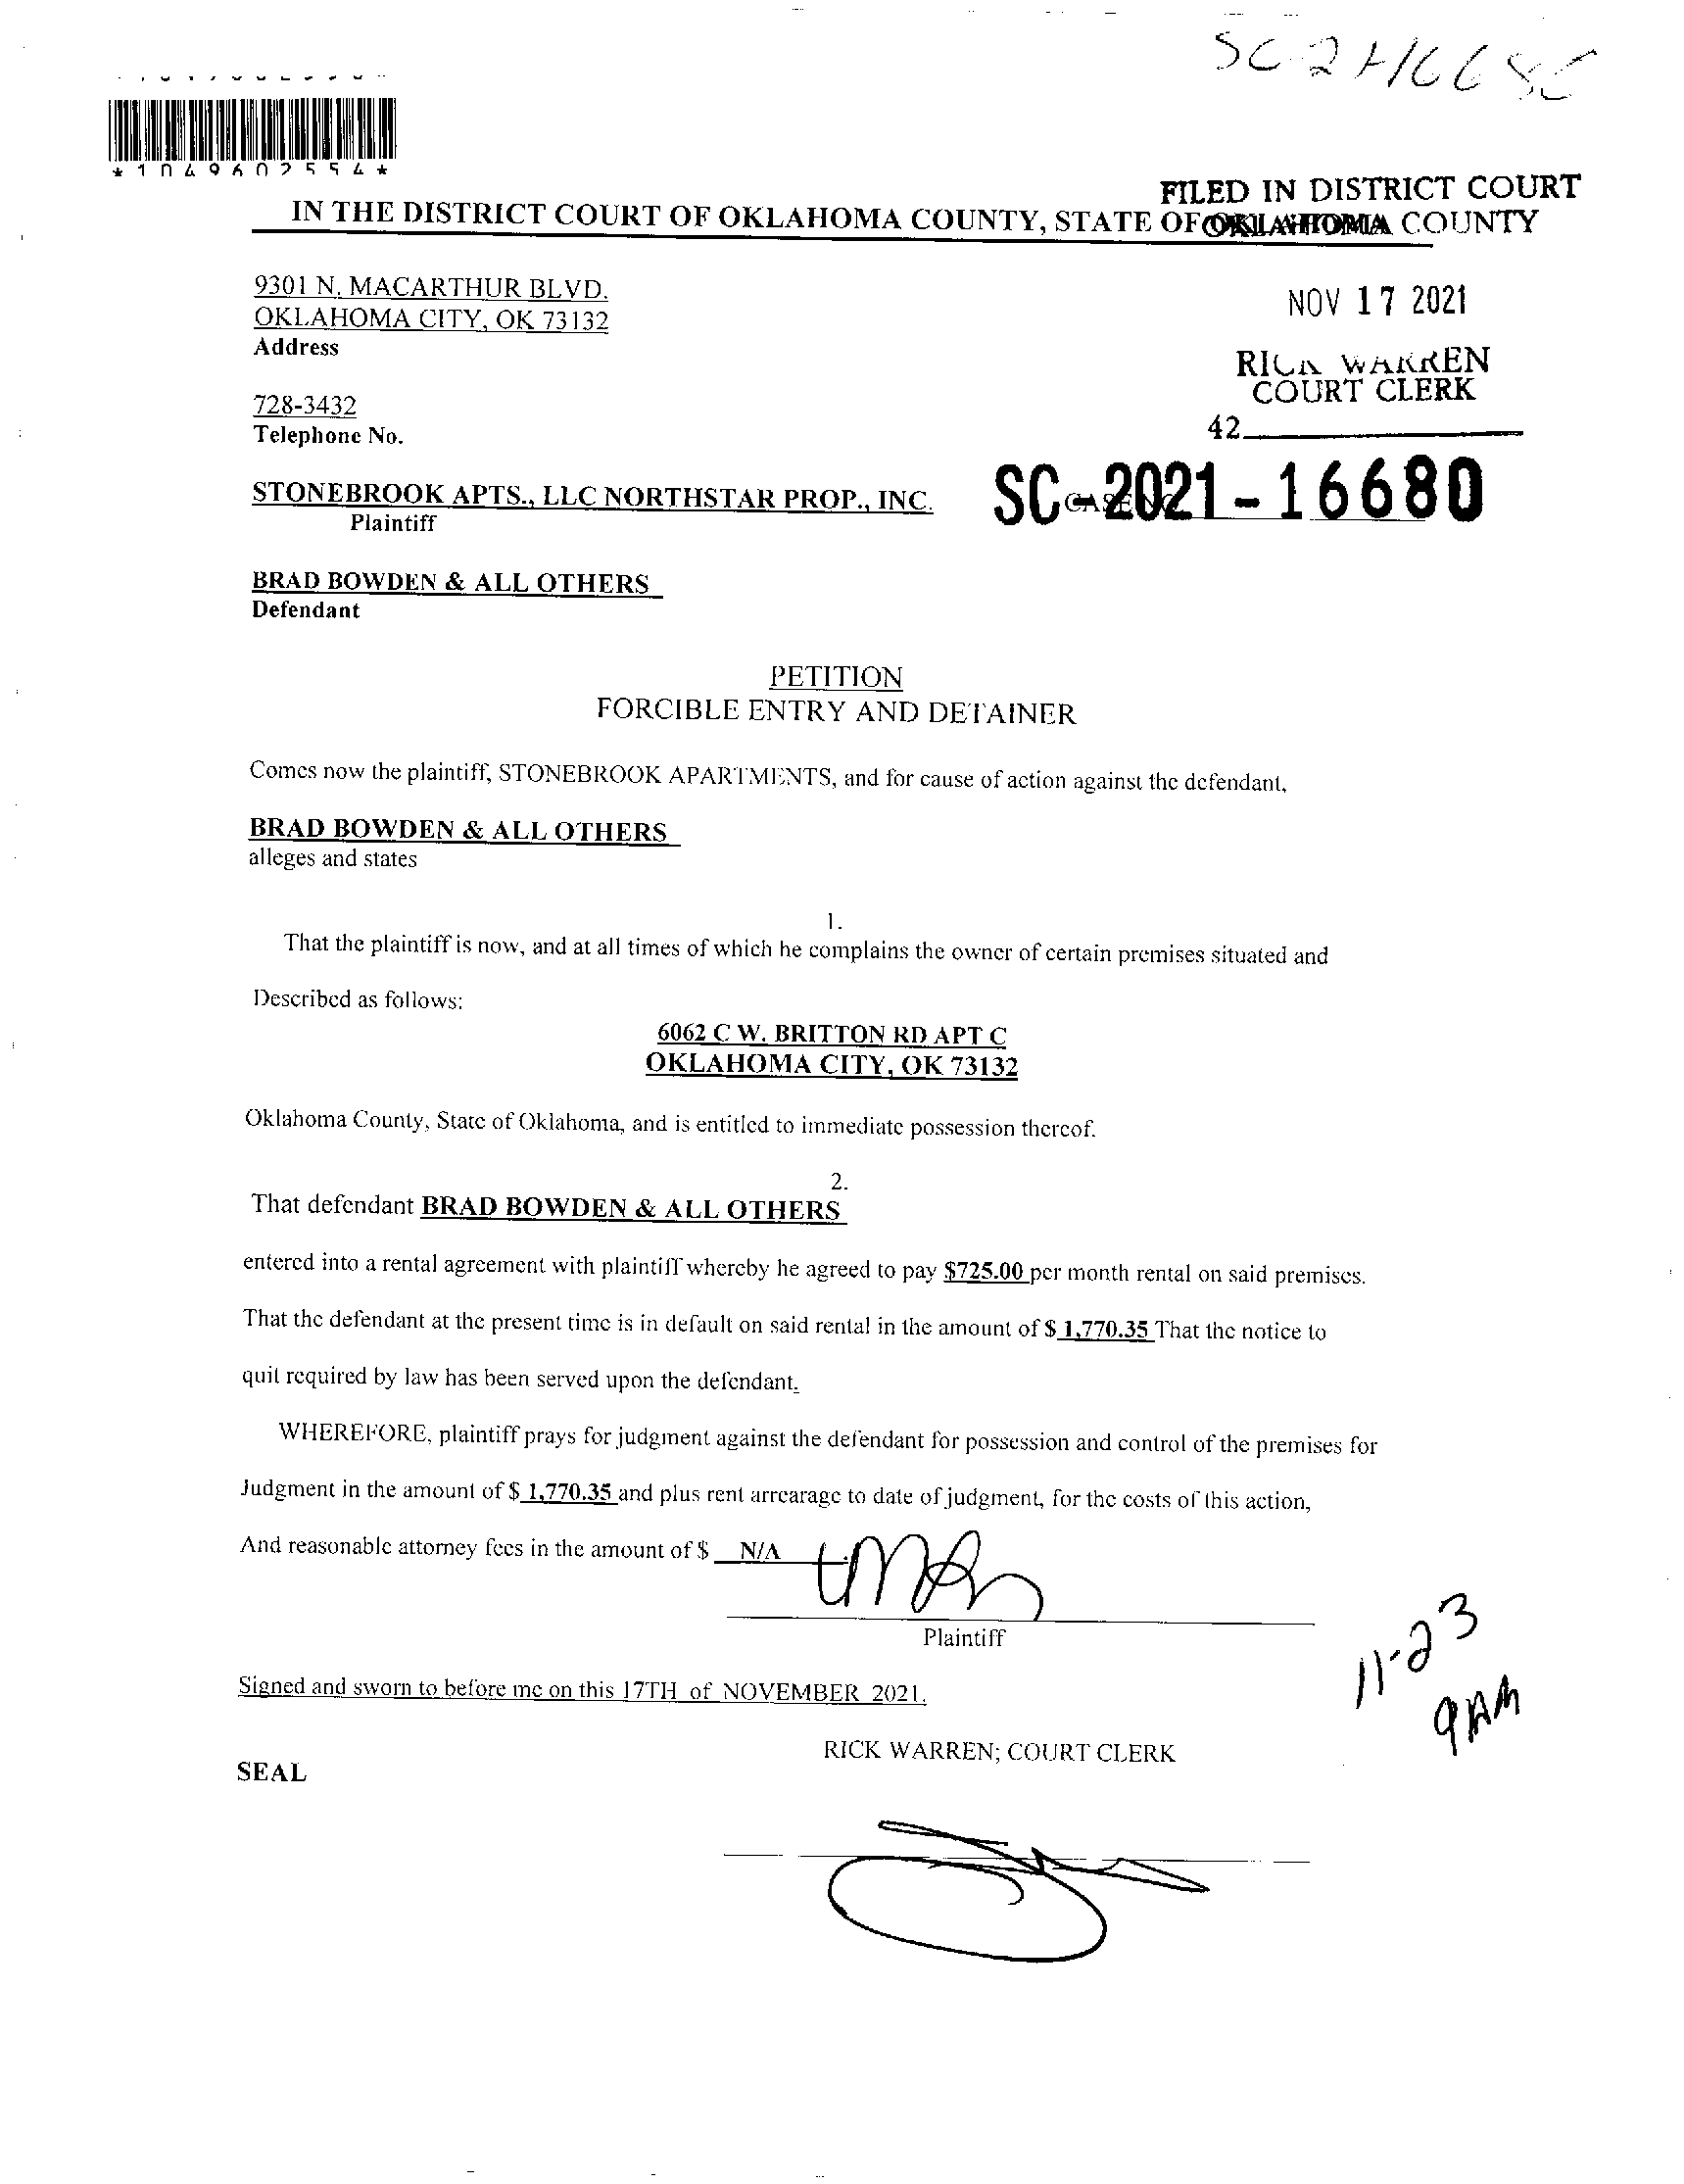 *1049602554*
FILED IN DISTRICT COURT
OKLAHOMA COUNTY
IN THE DISTRICT COURT OF OKLAHOMA COUNTY, STATE OF OKLAHOMA
9301 N. MACARTHUR BLVD.
OKLAHOMA CITY, OK 73132
Address
NOV 17 2021
RICK WARREN
COURT CLERK
42
728-3432
Telephone No.
STONEBROOK APTS., LLC NORTHSTAR PROP., INC.
Plaintiff
CASE NO.
SC-2021-16680
BRAD BOWDEN & ALL OTHERS
Defendant
PETITION
FORCIBLE ENTRY AND DETAINER
Comes now the plaintiff, STONEBROOK APARTMENTS, and for cause of action against the defendant,
BRAD BOWDEN & ALL OTHERS
alleges and states
1.
That the plaintiff is now, and at all times of which he complains the owner of certain premises situated and
Described as follows:
6062 C W. BRITTON RD APT C
OKLAHOMA CITY, OK 73132
Oklahoma County, State of Oklahoma, and is entitled to immediate possession thereof.
2.
That defendant BRAD BOWDEN & ALL OTHERS
entered into a rental agreement with plaintiff whereby he agreed to pay $725.00 per month rental on said premises.
That the defendant at the present time is in default on said rental in the amount of $ 1,770.35 That the notice to
quit required by law has been served upon the defendant.
WHEREFORE, plaintiff prays for judgment against the defendant for possession and control of the premises for
Judgment in the amount of $ 1,770.35 and plus rent arrearage to date of judgment, for the costs of this action,
And reasonable attorney fees in the amount of $ N/A
Plaintiff
11-23
9AM
Signed and sworn to before me on this 17TH of NOVEMBER 2021.
RICK WARREN; COURT CLERK
SEAL